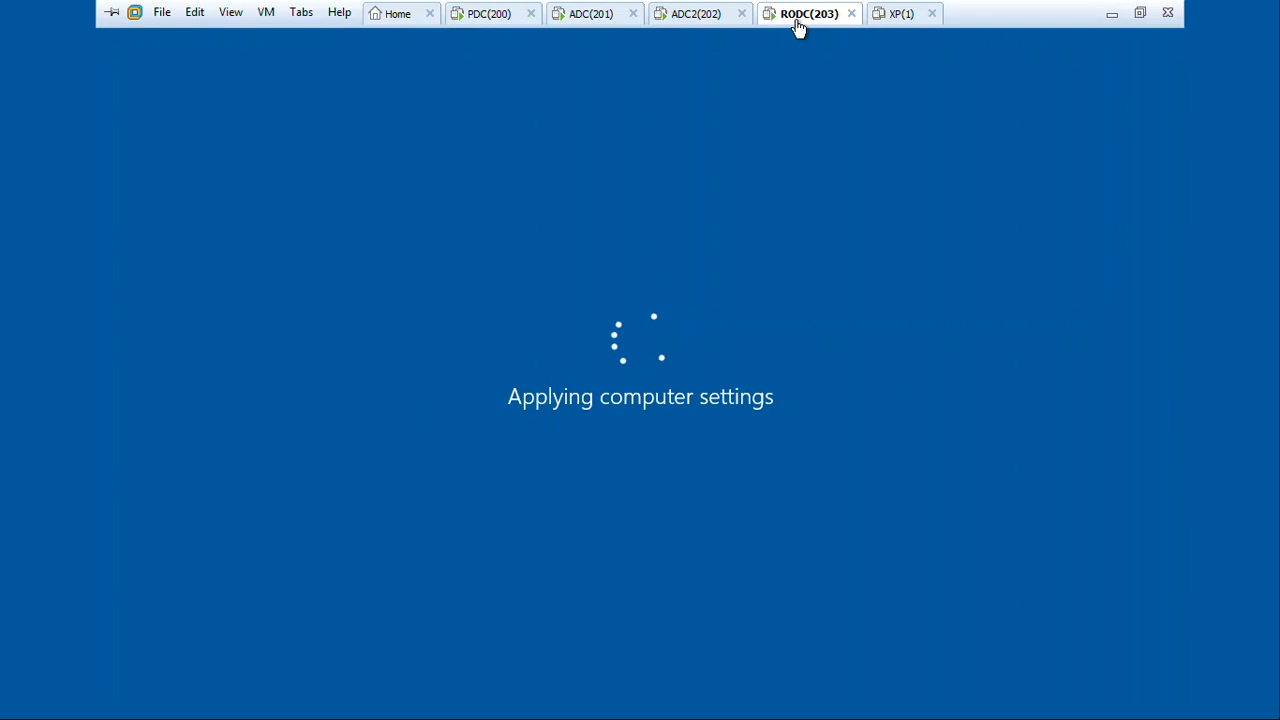 File Edit View VM Tabs Help Home PDC(200) ADC(201) ADC2(202) RODC(203) XP(1)
Applying computer settings